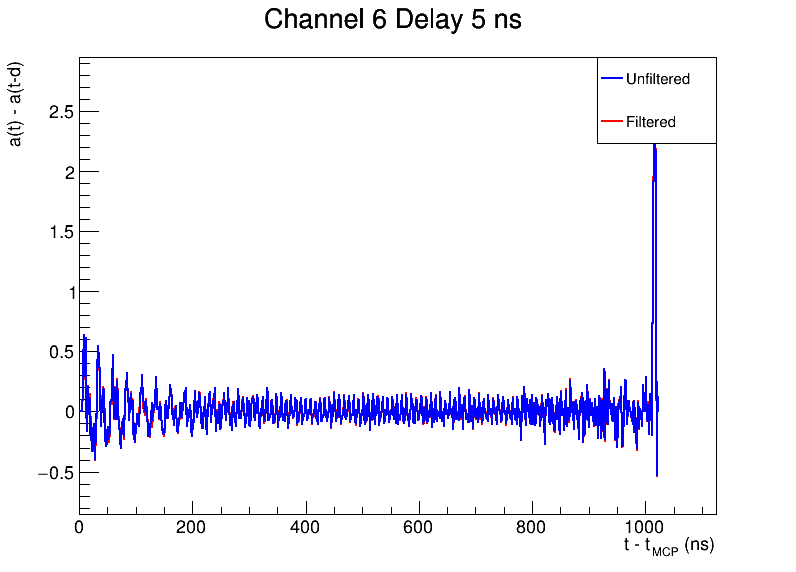 Channel 6 Delay 5 ns
a(t) - a(t-d)
Unfiltered
Filtered
2.5
2
1.5
1
0.5
0
−0.5
0 200 400 600 800 1000
t - tMCP (ns)